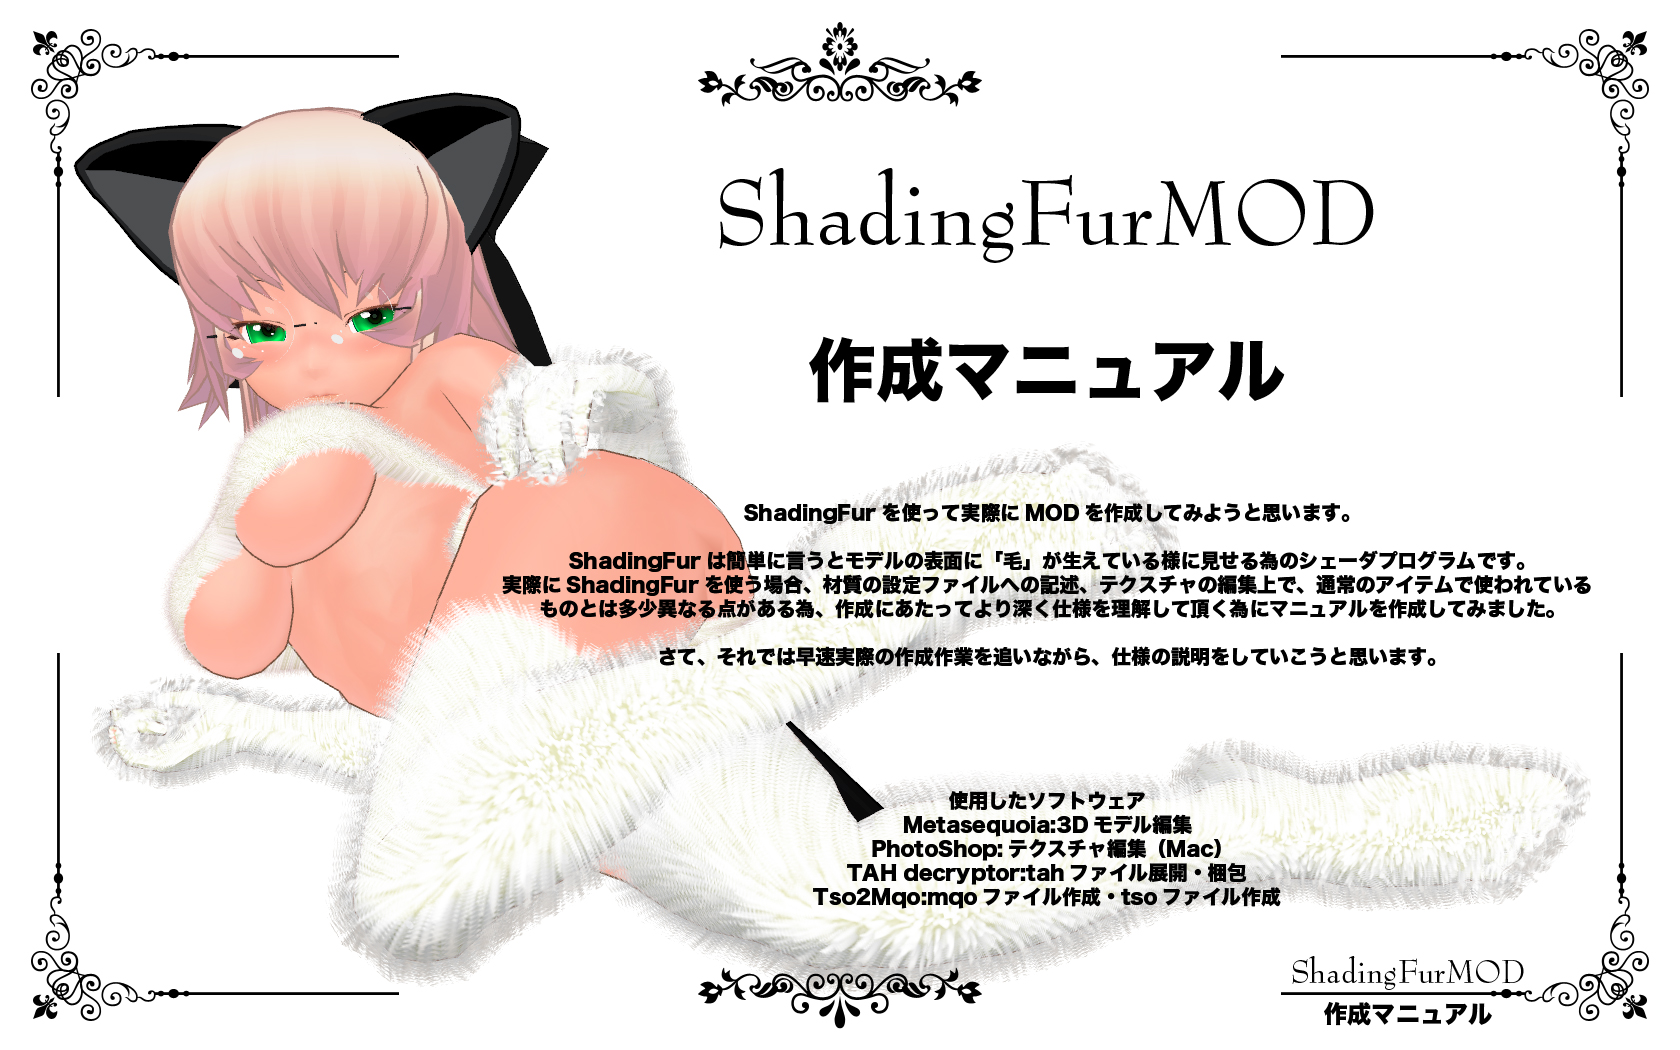 ShadingFurMOD
作成マニュアル
ShadingFur を使って実際に MOD を作成してみようと思います。
ShadingFur は簡単に言うとモデルの表面に「毛」が生えている様に見せる為のシェーダプログラムです。
実際に ShadingFur を使う場合、材質の設定ファイルへの記述、テクスチャの編集上で、通常のアイテムで使われている
ものとは多少異なる点がある為、作成にあたってより深く仕様を理解して頂く為にマニュアルを作成してみました。
さて、それでは早速実際の作成作業を追いながら、仕様の説明をしていこうと思います。
使用したソフトウェア
Metasequoia:3D モデル編集
PhotoShop: テクスチャ編集（Mac）
TAH decryptor:tah ファイル展開・梱包
Tso2Mqo:mqo ファイル作成・tso ファイル作成
ShadingFurMOD
作成マニュアル